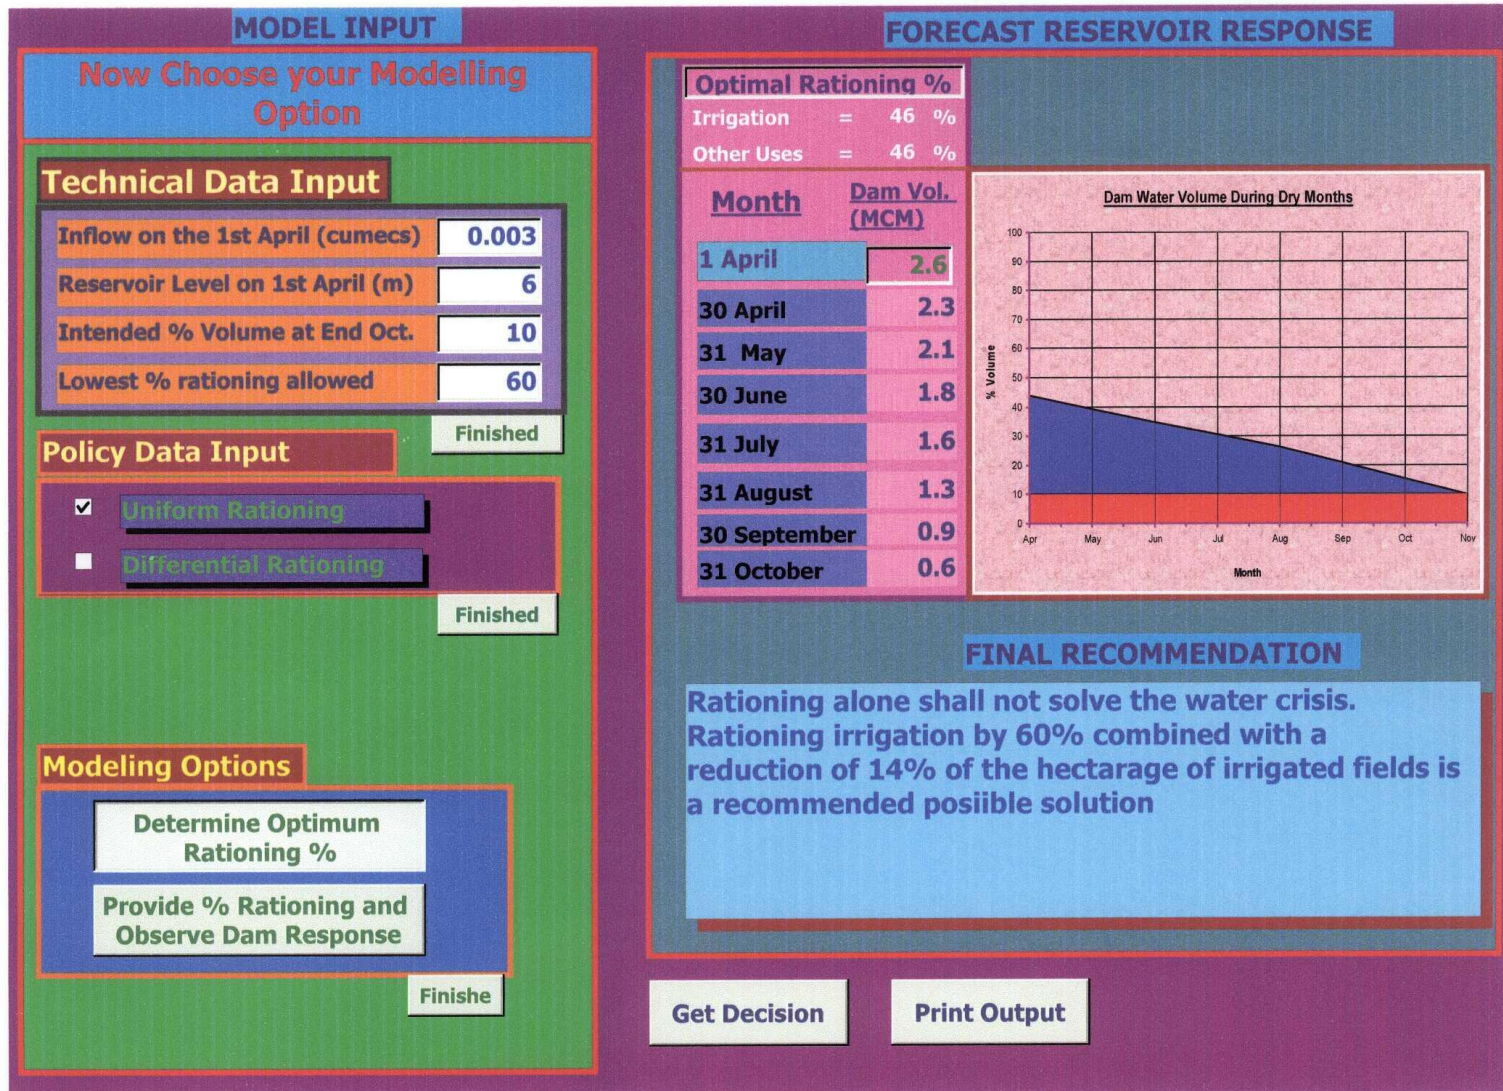 MODEL INPUT
Now Choose your Modelling
Option
Technical Data Input
Inflow on the 1st April (cumecs) 0.003
Reservoir Level on 1st April (m) 6
Intended % Volume at End Oct. 10
Lowest % rationing allowed 60
Finished
Policy Data Input
Uniform Rationing
Differential Rationing
Finished
Modeling Options
Determine Optimum
Rationing %
Provide % Rationing and
Observe Dam Response
Finishe
FORECAST RESERVOIR RESPONSE
Optimal Rationing %
Irrigation = 46 %
Other Uses = 46 %
Month Dam Vol.
(MCM)
1 April 2.6
30 April 2.3
31 May 2.1
30 June 1.8
31 July 1.6
31 August 1.3
30 September 0.9
31 October 0.6
Dam Water Volume During Dry Months
% Volume
100
90
80
70
60
50
40
30
20
10
0
Apr May Jun Jul Aug Sep Oct Nov
Month
FINAL RECOMMENDATION
Rationing alone shall not solve the water crisis.
Rationing irrigation by 60% combined with a
reduction of 14% of the hectarage of irrigated fields is
a recommended posiible solution
Get Decision Print Output